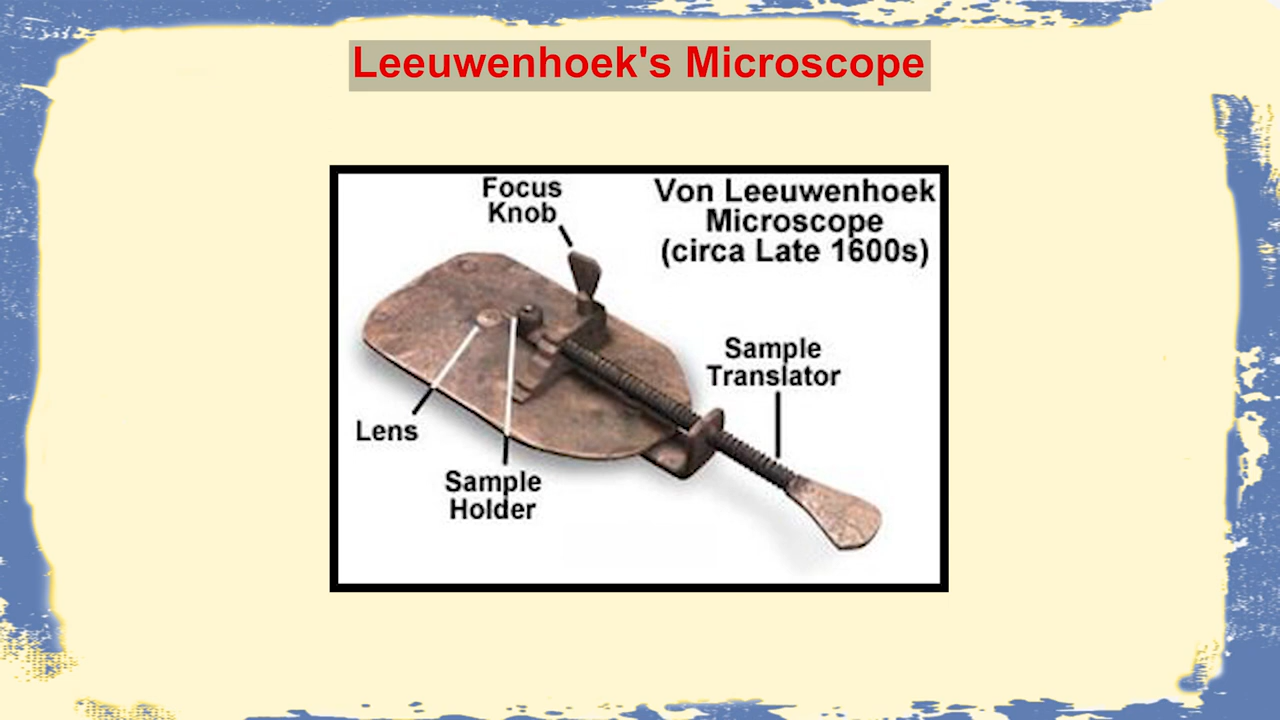 Leeuwenhoek's Microscope
Focus
Knob
Von Leeuwenhoek
Microscope
(circa Late 1600s)
Sample
Translator
Lens
Sample
Holder